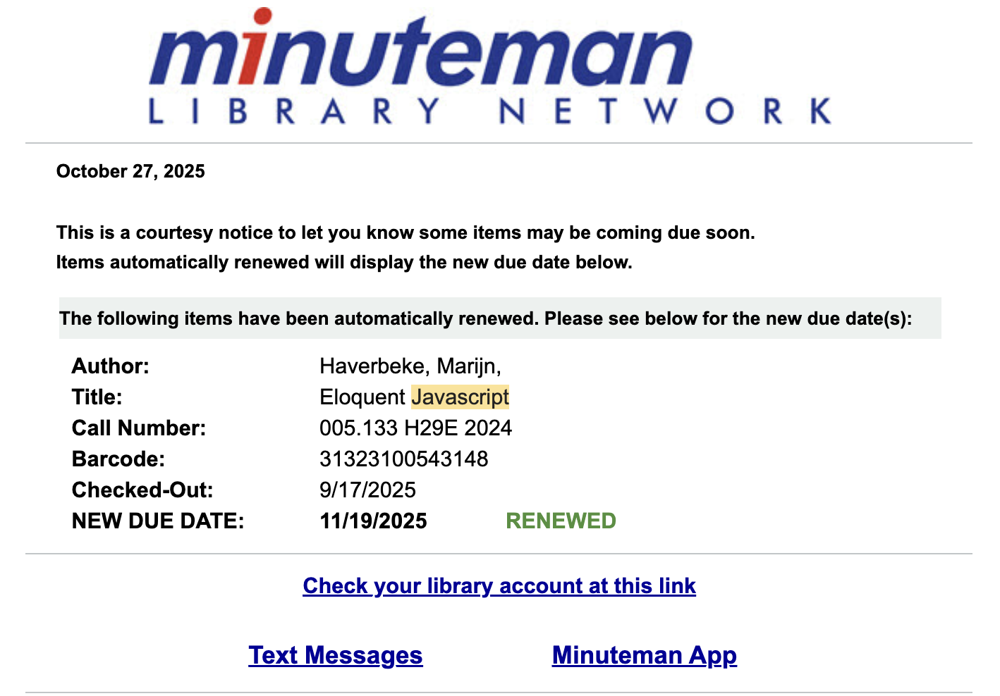 minuteman
LIBRARY NETWORK
October 27, 2025
This is a courtesy notice to let you know some items may be coming due soon.
Items automatically renewed will display the new due date below.
The following items have been automatically renewed. Please see below for the new due date(s):
Author: Haverbeke, Marijn,
Title: Eloquent Javascript
Call Number: 005.133 H29E 2024
Barcode: 31323100543148
Checked-Out: 9/17/2025
NEW DUE DATE: 11/19/2025 RENEWED
Check your library account at this link
Text Messages Minuteman App